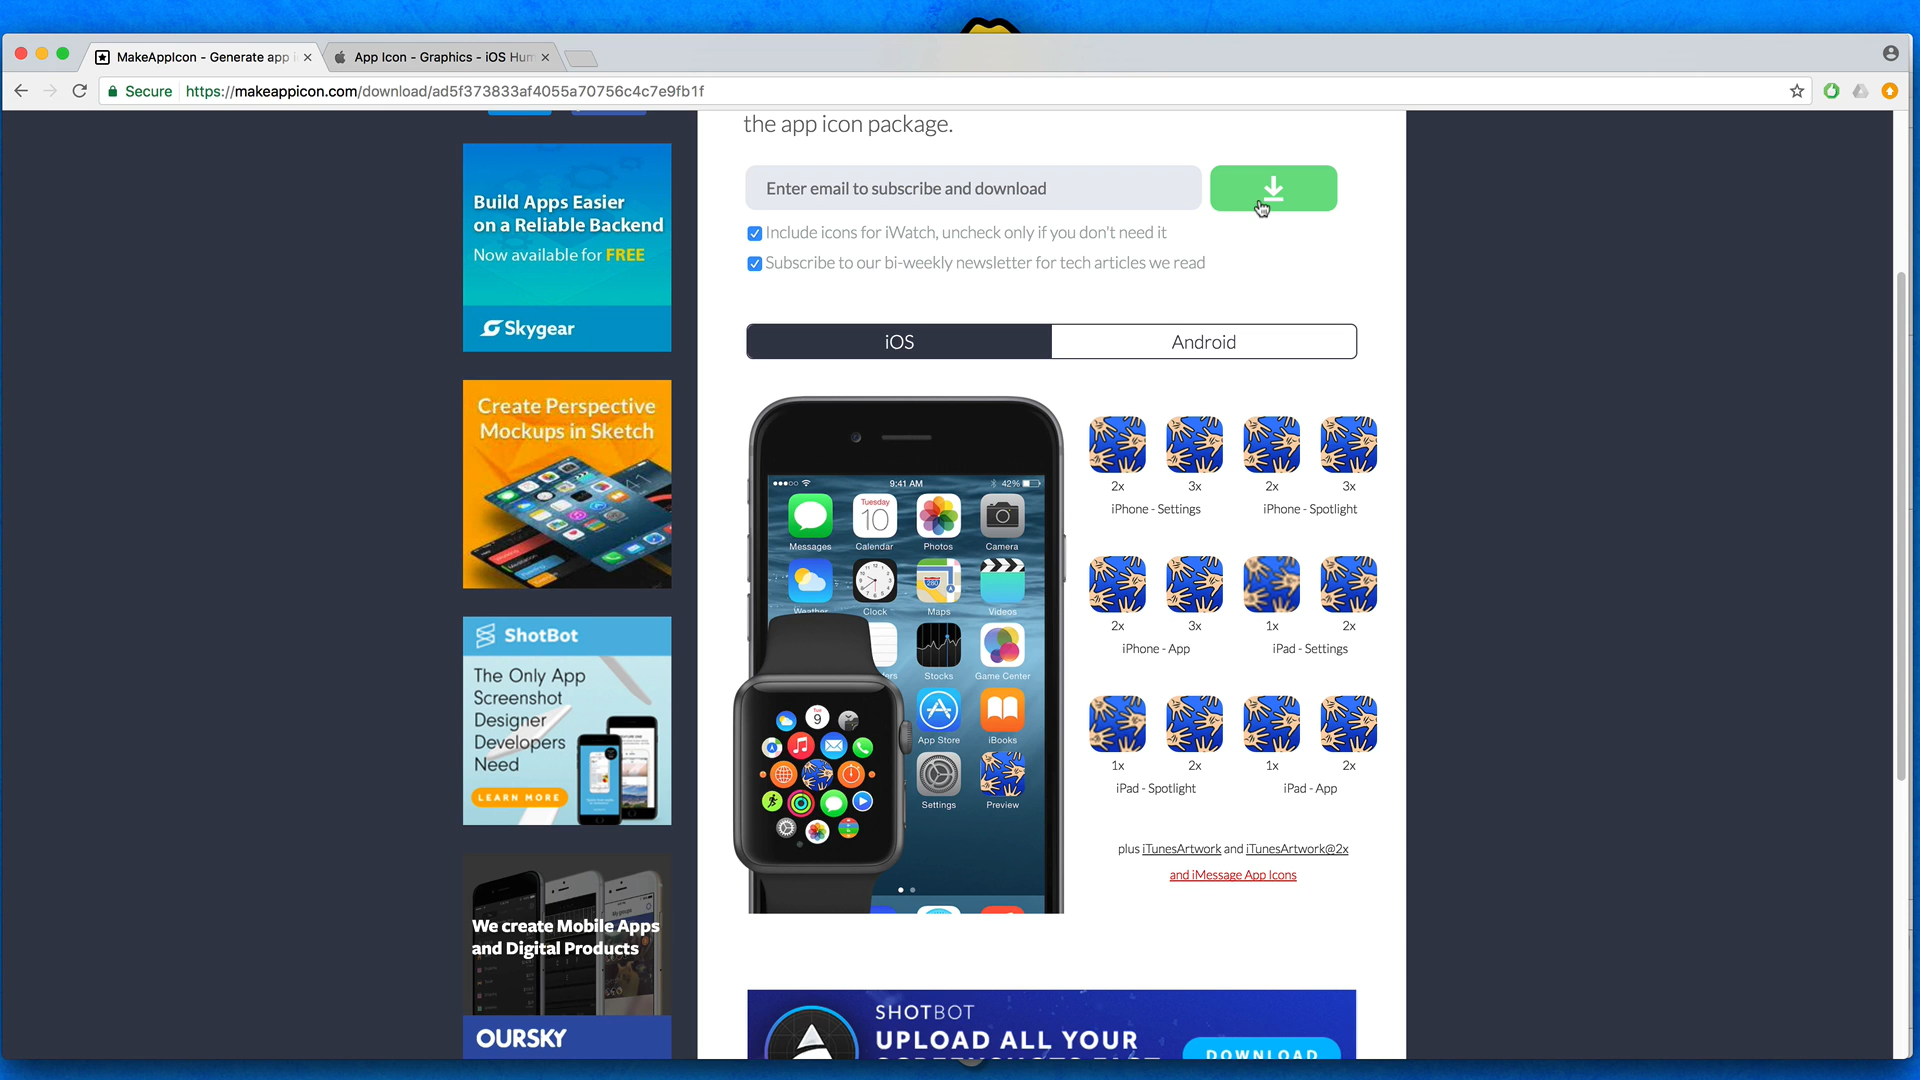 MakeAppIcon - Generate app i
App Icon - Graphics - iOS Hum
Secure https://makeappicon.com/download/ad5f373833af4055a70756c4c7e9fb1f
the app icon package.
Enter email to subscribe and download
Include icons for iWatch, uncheck only if you don't need it
Subscribe to our bi-weekly newsletter for tech articles we read
iOS
Android
Build Apps Easier
on a Reliable Backend
Now available for FREE
Skygear
Create Perspective
Mockups in Sketch
ShotBot
The Only App
Screenshot
Designer
Developers
Need
LEARN MORE
We create Mobile Apps
and Digital Products
OURSKY
9:41 AM
42%
Tuesday
10
Messages
Calendar
Photos
Camera
280
Weather
Clock
Maps
Videos
Stocks
Game Center
App Store
iBooks
Settings
Preview
Tue
9
2x
3x
2x
3x
iPhone - Settings
iPhone - Spotlight
2x
3x
1x
2x
iPhone - App
iPad - Settings
1x
2x
1x
2x
iPad - Spotlight
iPad - App
plus iTunesArtwork and iTunesArtwork@2x
and iMessage App Icons
SHOTBOT
UPLOAD ALL YOUR
DOWNLOAD